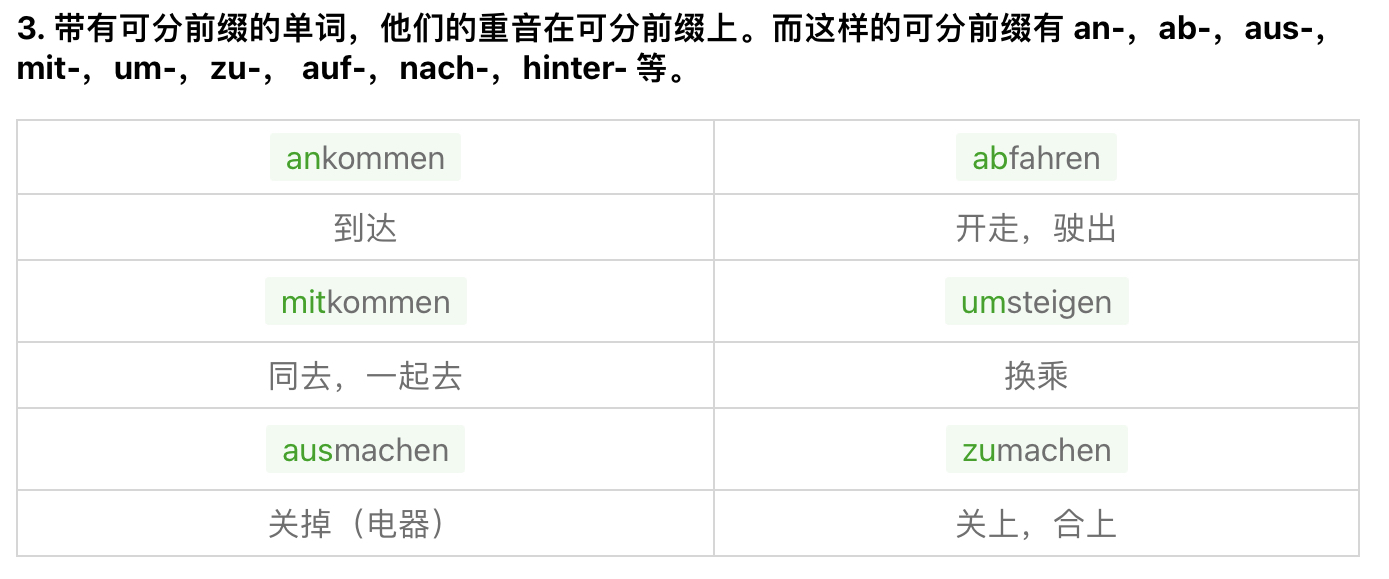 3. 带有可分前缀的单词，他们的重音在可分前缀上。而这样的可分前缀有 an-，ab-，aus-，
mit-，um-，zu-， auf-，nach-，hinter- 等。
ankommen abfahren
到达 开走，驶出
mitkommen umsteigen
同去，一起去 换乘
ausmachen zumachen
关掉（电器） 关上，合上